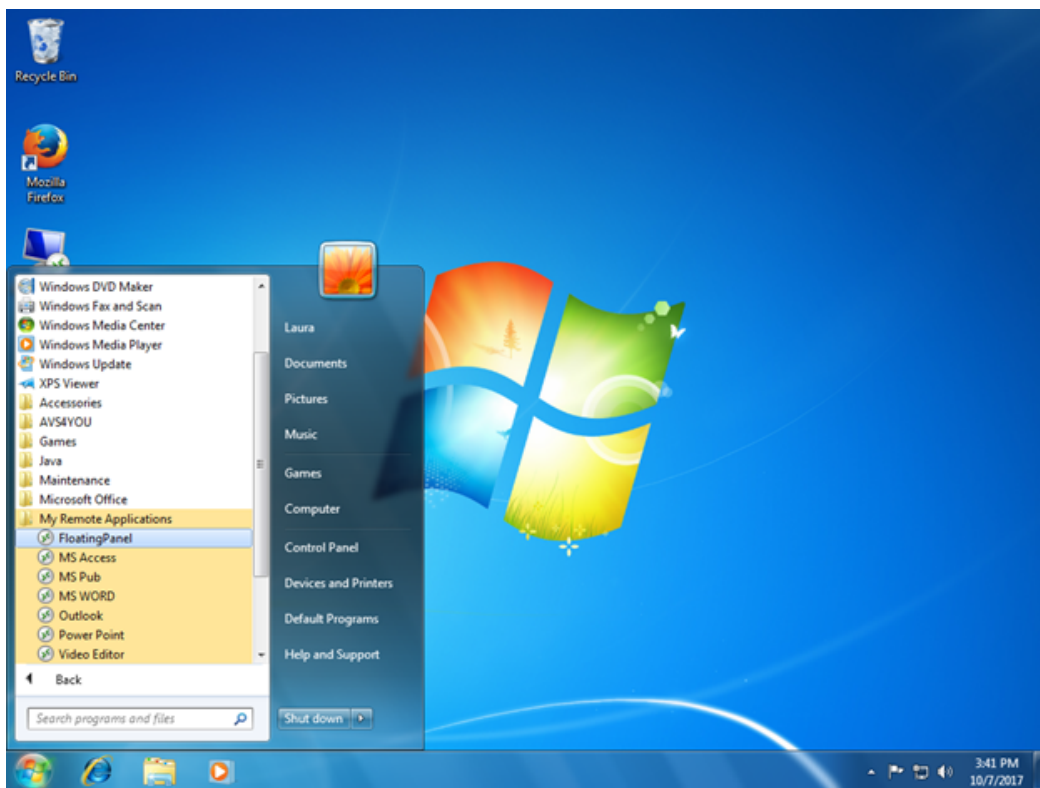 Recycle Bin
Mozilla
Firefox
Windows DVD Maker
Windows Fax and Scan
Windows Media Center
Windows Media Player
Windows Update
XPS Viewer
Accessories
AVS4YOU
Games
Java
Maintenance
Microsoft Office
My Remote Applications
FloatingPanel
MS Access
MS Pub
MS WORD
Outlook
Power Point
Video Editor
Back
Search programs and files
Laura
Documents
Pictures
Music
Games
Computer
Control Panel
Devices and Printers
Default Programs
Help and Support
Shut down
3:41 PM
10/7/2017